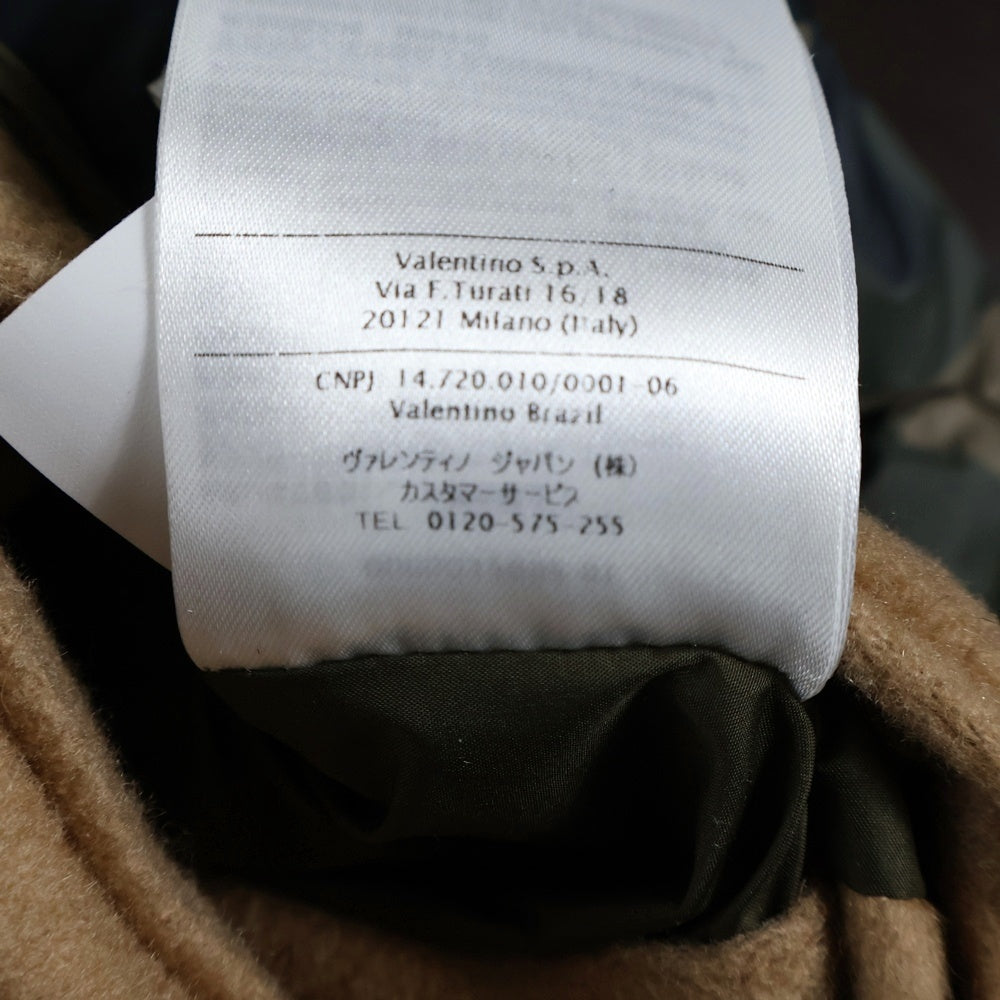 Valentino S.p.A.
Via F.Turati 16/18
20121 Milano (Italy)
CNPJ 14.720.010/0001-06
Valentino Brazil
ヴァレンティノ ジャパン (株)
カスタマーサービス
TEL 0120-575-255